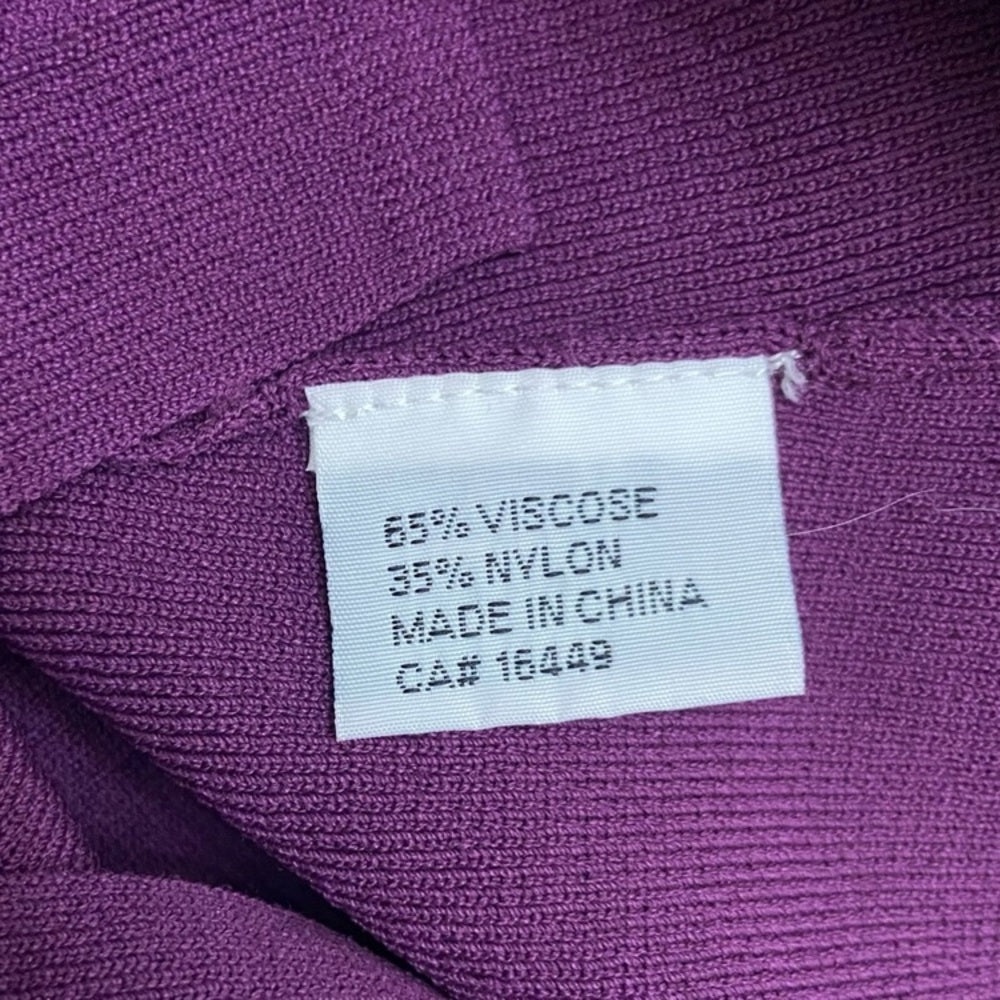 65% VISCOSE
35% NYLON
MADE IN CHINA
CA# 16449